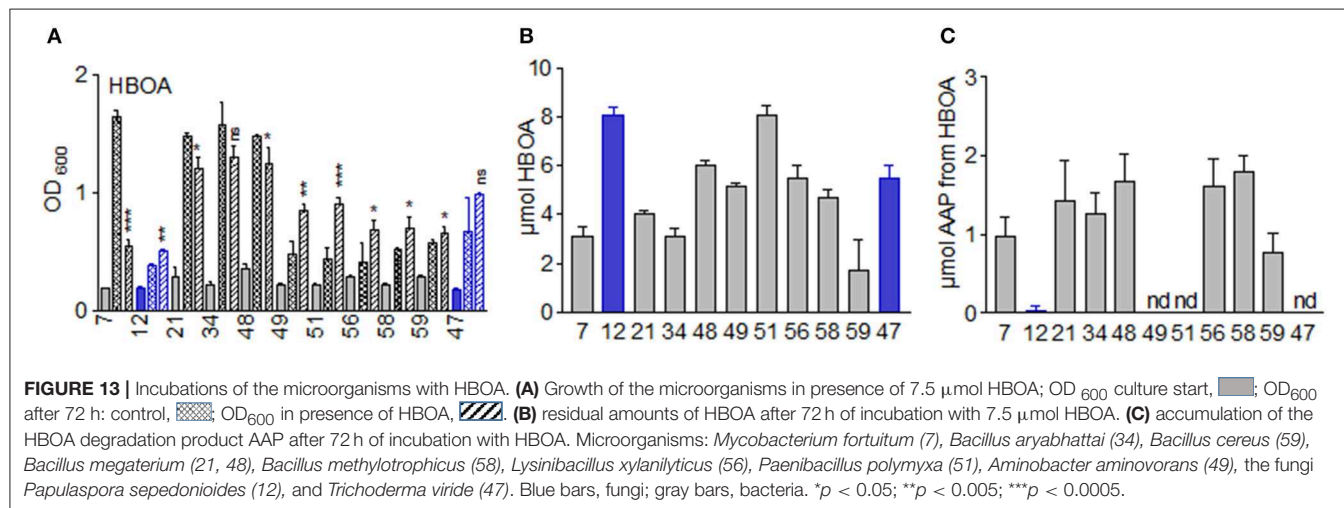 A
B
C
HBOA
OD600
2
1
0
7 12 21 34 48 49 51 56 58 59 47
*** ** * ns * ** *** * * * ns
μmol HBOA
10
8
6
4
2
0
7 12 21 34 48 49 51 56 58 59 47
μmol AAP from HBOA
3
2
1
0
nd nd nd
7 12 21 34 48 49 51 56 58 59 47
FIGURE 13 | Incubations of the microorganisms with HBOA. (A) Growth of the microorganisms in presence of 7.5 μmol HBOA; OD 600 culture start, ; OD600
after 72 h: control, ; OD600 in presence of HBOA, . (B) residual amounts of HBOA after 72 h of incubation with 7.5 μmol HBOA. (C) accumulation of the
HBOA degradation product AAP after 72 h of incubation with HBOA. Microorganisms: Mycobacterium fortuitum (7), Bacillus aryabhattai (34), Bacillus cereus (59),
Bacillus megaterium (21, 48), Bacillus methylotrophicus (58), Lysinibacillus xylanilyticus (56), Paenibacillus polymyxa (51), Aminobacter aminovorans (49), the fungi
Papulaspora sepedonioides (12), and Trichoderma viride (47). Blue bars, fungi; gray bars, bacteria. *p < 0.05; **p < 0.005; ***p < 0.0005.